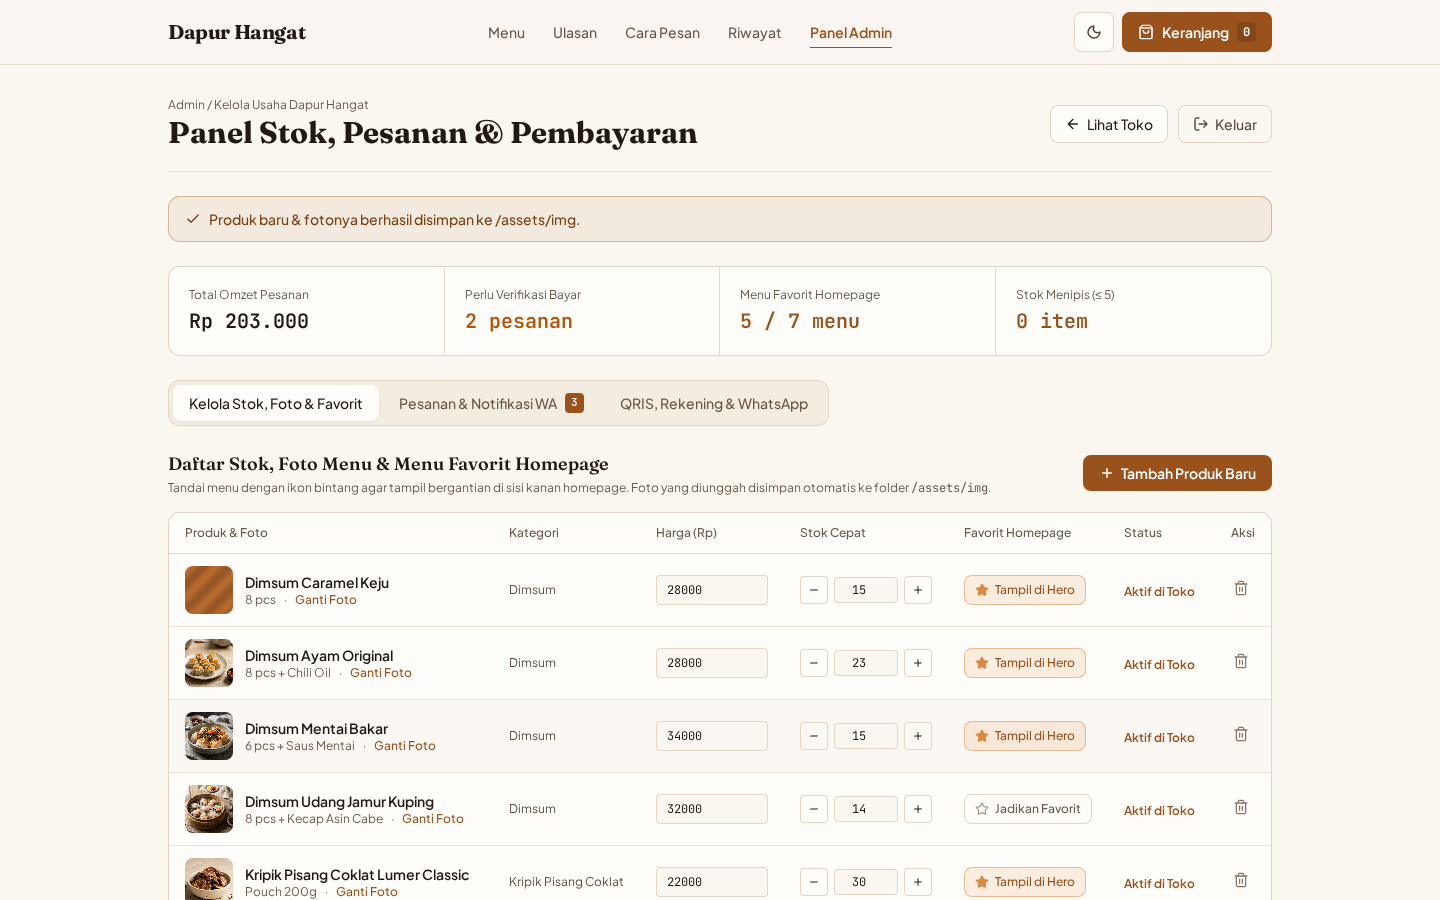 Dapur Hangat
Menu
Ulasan
Cara Pesan
Riwayat
Panel Admin
Keranjang 0
Admin / Kelola Usaha Dapur Hangat
Panel Stok, Pesanan & Pembayaran
Lihat Toko
Keluar
Produk baru & fotonya berhasil disimpan ke /assets/img.
Total Omzet Pesanan
Rp 203.000
Perlu Verifikasi Bayar
2 pesanan
Menu Favorit Homepage
5 / 7 menu
Stok Menipis (≤ 5)
0 item
Kelola Stok, Foto & Favorit
Pesanan & Notifikasi WA 3
QRIS, Rekening & WhatsApp
Daftar Stok, Foto Menu & Menu Favorit Homepage
Tandai menu dengan ikon bintang agar tampil bergantian di sisi kanan homepage. Foto yang diunggah disimpan otomatis ke folder /assets/img.
+ Tambah Produk Baru
Produk & Foto Kategori Harga (Rp) Stok Cepat Favorit Homepage Status Aksi
Dimsum Caramel Keju
8 pcs · Ganti Foto
Dimsum
28000
− 15 +
Tampil di Hero
Aktif di Toko
Dimsum Ayam Original
8 pcs + Chili Oil · Ganti Foto
Dimsum
28000
− 23 +
Tampil di Hero
Aktif di Toko
Dimsum Mentai Bakar
6 pcs + Saus Mentai · Ganti Foto
Dimsum
34000
− 15 +
Tampil di Hero
Aktif di Toko
Dimsum Udang Jamur Kuping
8 pcs + Kecap Asin Cabe · Ganti Foto
Dimsum
32000
− 14 +
Jadikan Favorit
Aktif di Toko
Kripik Pisang Coklat Lumer Classic
Pouch 200g · Ganti Foto
Kripik Pisang Coklat
22000
− 30 +
Tampil di Hero
Aktif di Toko